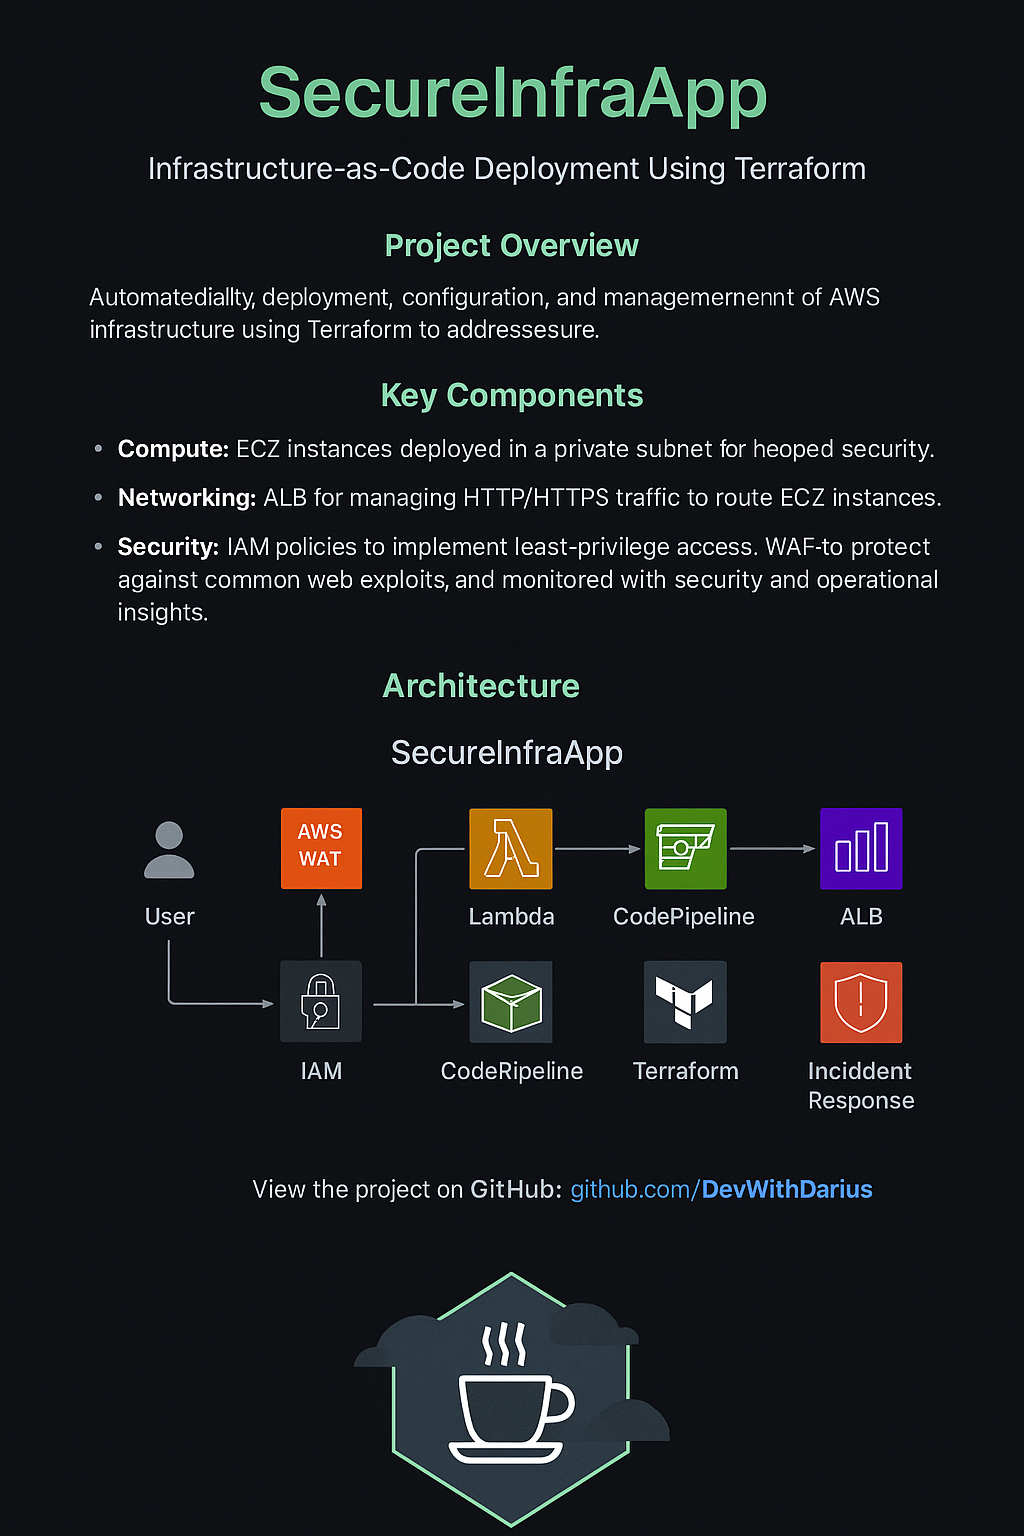 SecureInfraApp
Infrastructure-as-Code Deployment Using Terraform
Project Overview
Automatediallty, deployment, configuration, and managemernennt of AWS
infrastructure using Terraform to addressesure.
Key Components
• Compute: ECZ instances deployed in a private subnet for heoped security.
• Networking: ALB for managing HTTP/HTTPS traffic to route ECZ instances.
• Security: IAM policies to implement least-privilege access. WAF-to protect
against common web exploits, and monitored with security and operational
insights.
Architecture
SecureInfraApp
AWS
WAT
User
Lambda
CodePipeline
ALB
IAM
CodeRipeline
Terraform
Inciddent
Response
View the project on GitHub: github.com/DevWithDarius